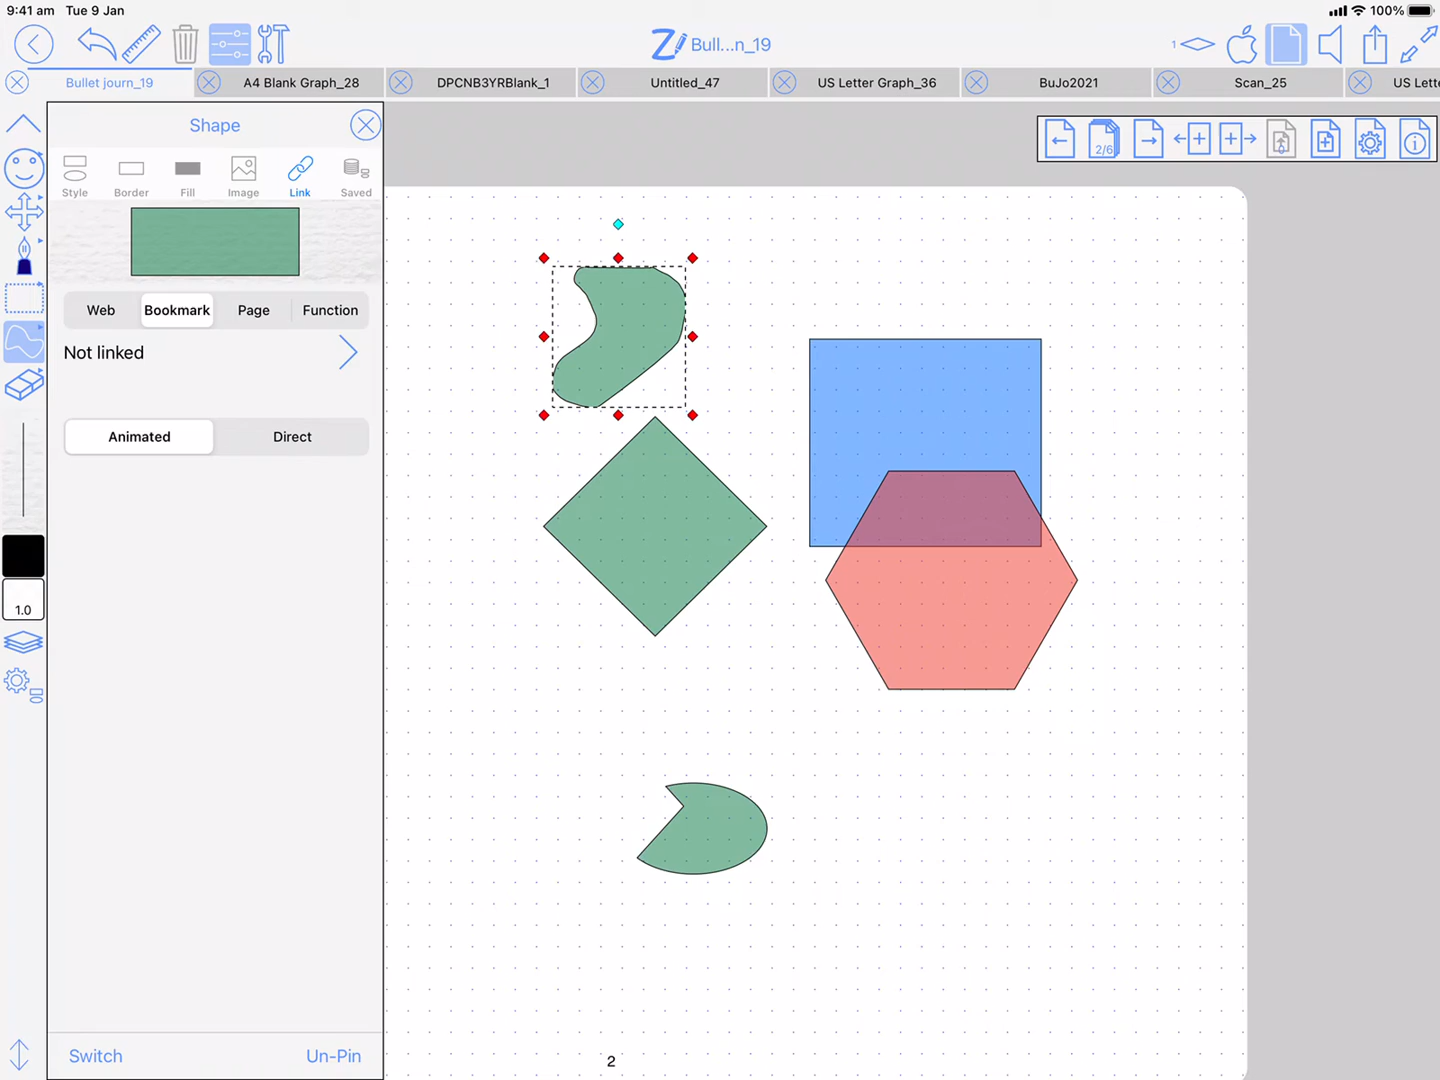 9:41 am Tue 9 Jan
100%
Bull...n_19
1
Bullet journ_19
A4 Blank Graph_28
DPCNB3YRBlank_1
Untitled_47
US Letter Graph_36
BuJo2021
Scan_25
US Lette
Shape
Style
Border
Fill
Image
Link
Saved
2/6
0
Web
Bookmark
Page
Function
Not linked
Animated
Direct
1.0
Switch
Un-Pin
2